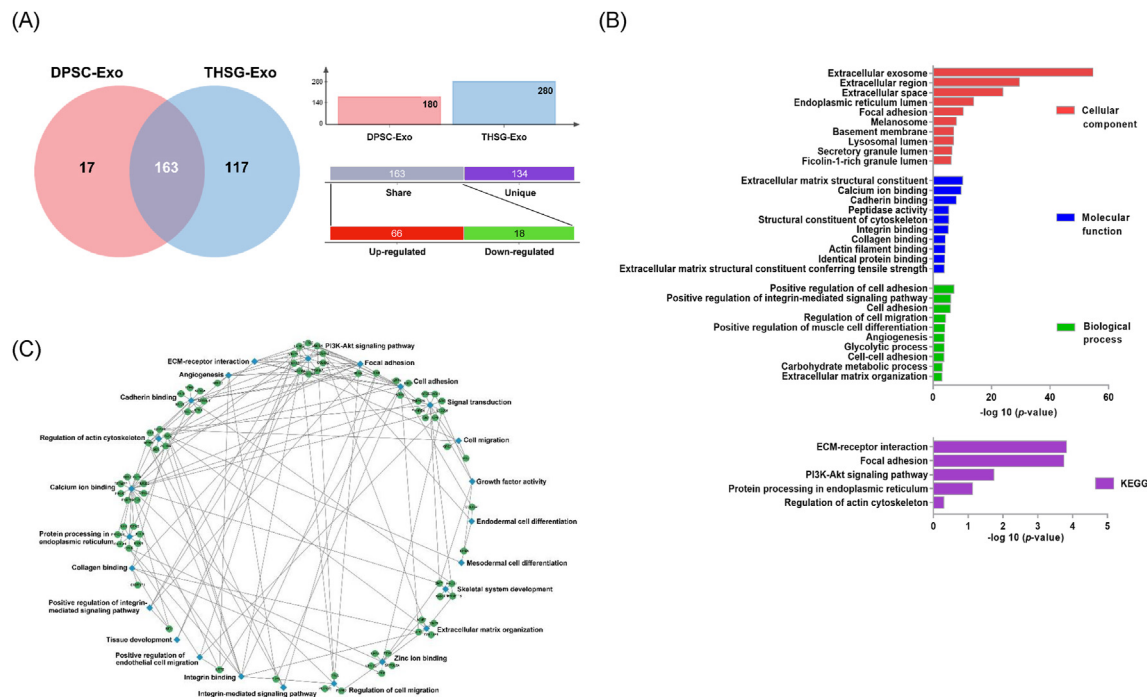 (A)
DPSC-Exo
THSG-Exo
17
163
117
280
140
0
180
280
DPSC-Exo
THSG-Exo
163
134
Share
Unique
66
18
Up-regulated
Down-regulated
(B)
Extracellular exosome
Extracellular region
Extracellular space
Endoplasmic reticulum lumen
Focal adhesion
Melanosome
Basement membrane
Lysosomal lumen
Secretory granule lumen
Ficolin-1-rich granule lumen
Cellular
component
Extracellular matrix structural constituent
Calcium ion binding
Cadherin binding
Peptidase activity
Structural constituent of cytoskeleton
Integrin binding
Collagen binding
Actin filament binding
Identical protein binding
Extracellular matrix structural constituent conferring tensile strength
Molecular
function
Positive regulation of cell adhesion
Positive regulation of integrin-mediated signaling pathway
Cell adhesion
Regulation of cell migration
Positive regulation of muscle cell differentiation
Angiogenesis
Glycolytic process
Cell-cell adhesion
Carbohydrate metabolic process
Extracellular matrix organization
Biological
process
0 20 40 60
-log 10 (p-value)
ECM-receptor interaction
Focal adhesion
PI3K-Akt signaling pathway
Protein processing in endoplasmic reticulum
Regulation of actin cytoskeleton
KEGG
0 1 2 3 4 5
-log 10 (p-value)
(C)
PI3K-Akt signaling pathway
Focal adhesion
Cell adhesion
Signal transduction
Cell migration
Growth factor activity
Endodermal cell differentiation
Mesodermal cell differentiation
Skeletal system development
Extracellular matrix organization
Zinc ion binding
Regulation of cell migration
Integrin-mediated signaling pathway
Integrin binding
Positive regulation of
endothelial cell migration
Tissue development
Positive regulation of integrin-
mediated signaling pathway
Collagen binding
Protein processing in
endoplasmic reticulum
Calcium ion binding
Regulation of actin cytoskeleton
Cadherin binding
Angiogenesis
ECM-receptor interaction